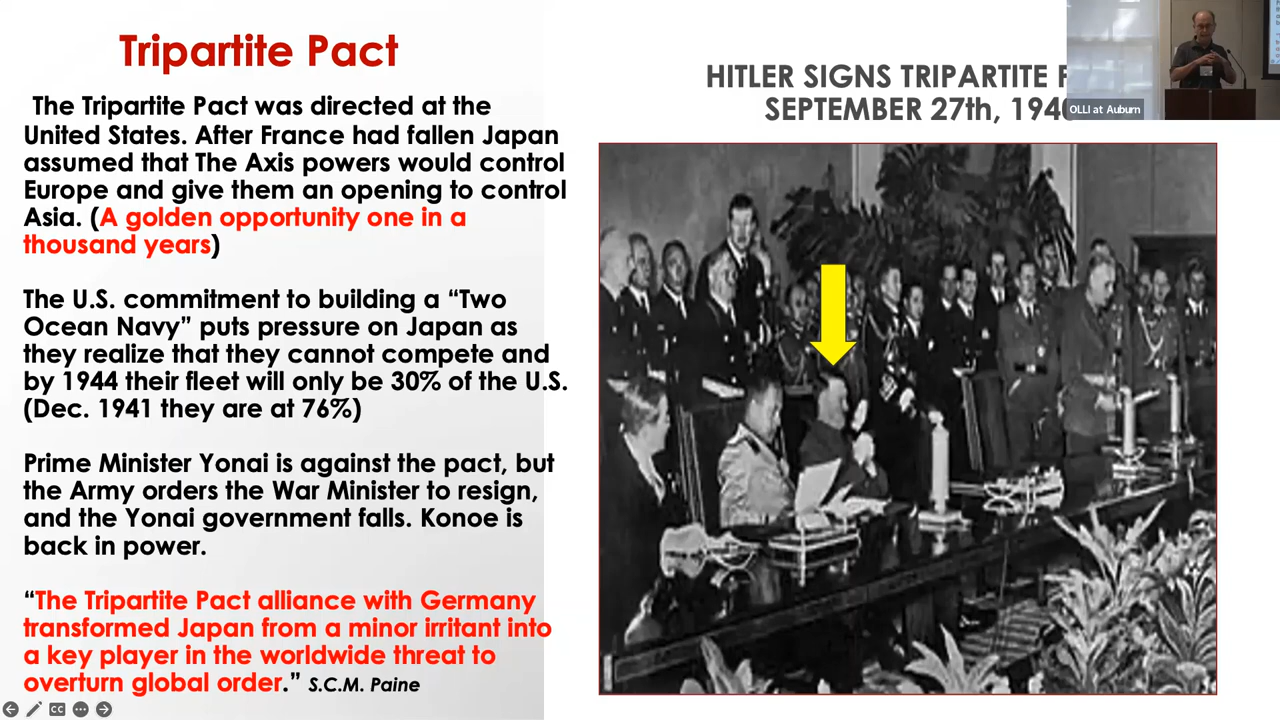 Tripartite Pact
The Tripartite Pact was directed at the
United States. After France had fallen Japan
assumed that The Axis powers would control
Europe and give them an opening to control
Asia. (A golden opportunity one in a
thousand years)
The U.S. commitment to building a “Two
Ocean Navy” puts pressure on Japan as
they realize that they cannot compete and
by 1944 their fleet will only be 30% of the U.S.
(Dec. 1941 they are at 76%)
Prime Minister Yonai is against the pact, but
the Army orders the War Minister to resign,
and the Yonai government falls. Konoe is
back in power.
“The Tripartite Pact alliance with Germany
transformed Japan from a minor irritant into
a key player in the worldwide threat to
overturn global order.” S.C.M. Paine
HITLER SIGNS TRIPARTITE
SEPTEMBER 27th, 1940
OLLI at Auburn
CC